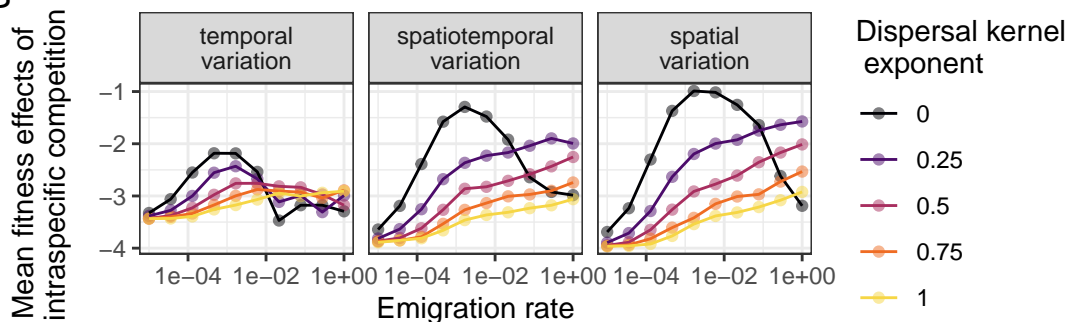 Mean fitness effects of
intraspecific competition
temporal
variation
spatiotemporal
variation
spatial
variation
−1
−2
−3
−4
1e−04 1e−02 1e+00
1e−04 1e−02 1e+00
1e−04 1e−02 1e+00
Emigration rate
Dispersal kernel
exponent
0
0.25
0.5
0.75
1